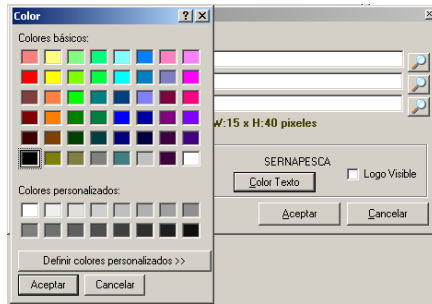 Color
Colores básicos:
W:15 x H:40 pixeles
SERNAPESCA
Color Texto
Logo Visible
Colores personalizados:
Aceptar
Cancelar
Definir colores personalizados >>
Aceptar
Cancelar